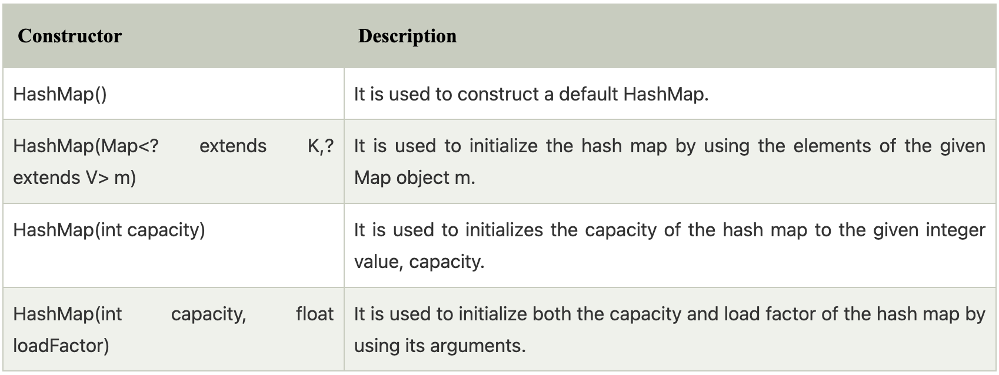 Constructor
Description
HashMap()
It is used to construct a default HashMap.
HashMap(Map<? extends K,?
extends V> m)
It is used to initialize the hash map by using the elements of the given
Map object m.
HashMap(int capacity)
It is used to initializes the capacity of the hash map to the given integer
value, capacity.
HashMap(int capacity, float
loadFactor)
It is used to initialize both the capacity and load factor of the hash map by
using its arguments.